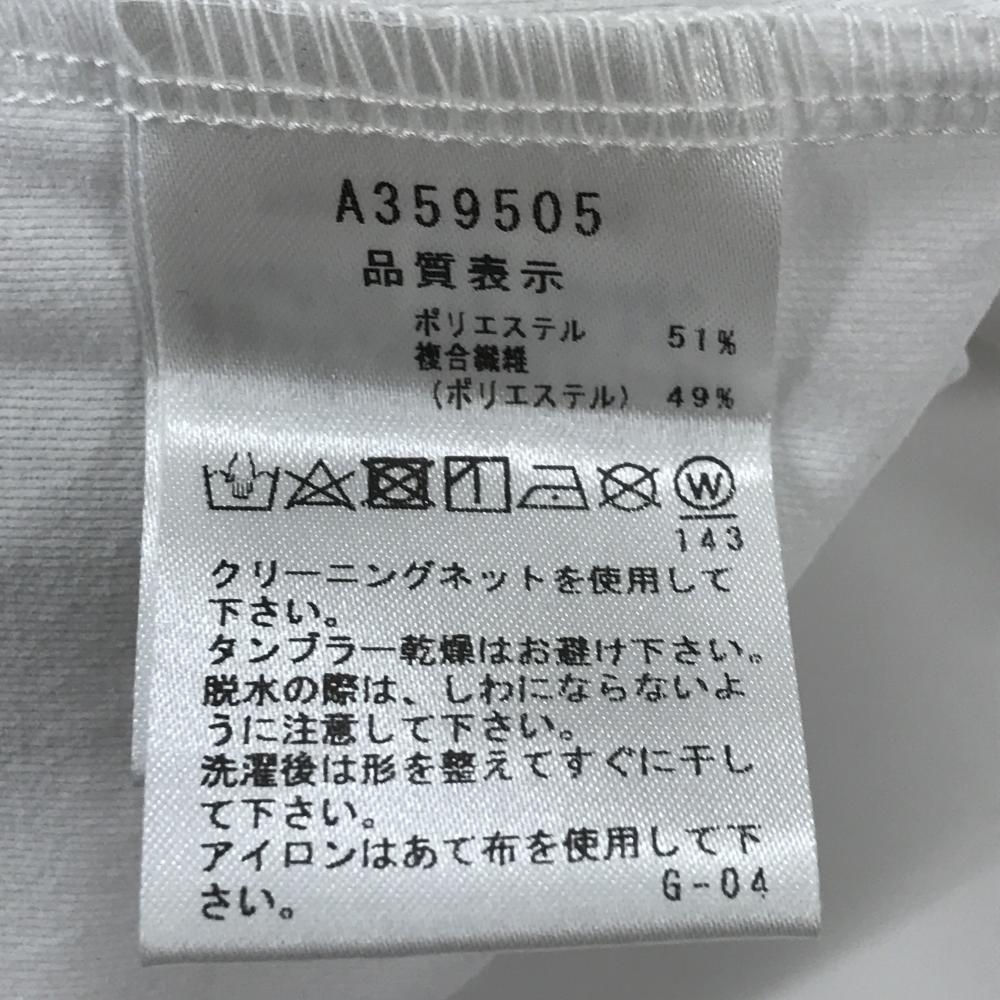 A359505
品質表示
ポリエステル 51%
複合繊維
(ポリエステル) 49%
W
143
クリーニングネットを使用して
下さい。
タンブラー乾燥はお避け下さい。
脱水の際は、しわにならないよ
うに注意して下さい。
洗濯後は形を整えてすぐに干し
て下さい。
アイロンはあて布を使用して下
さい。
G-04